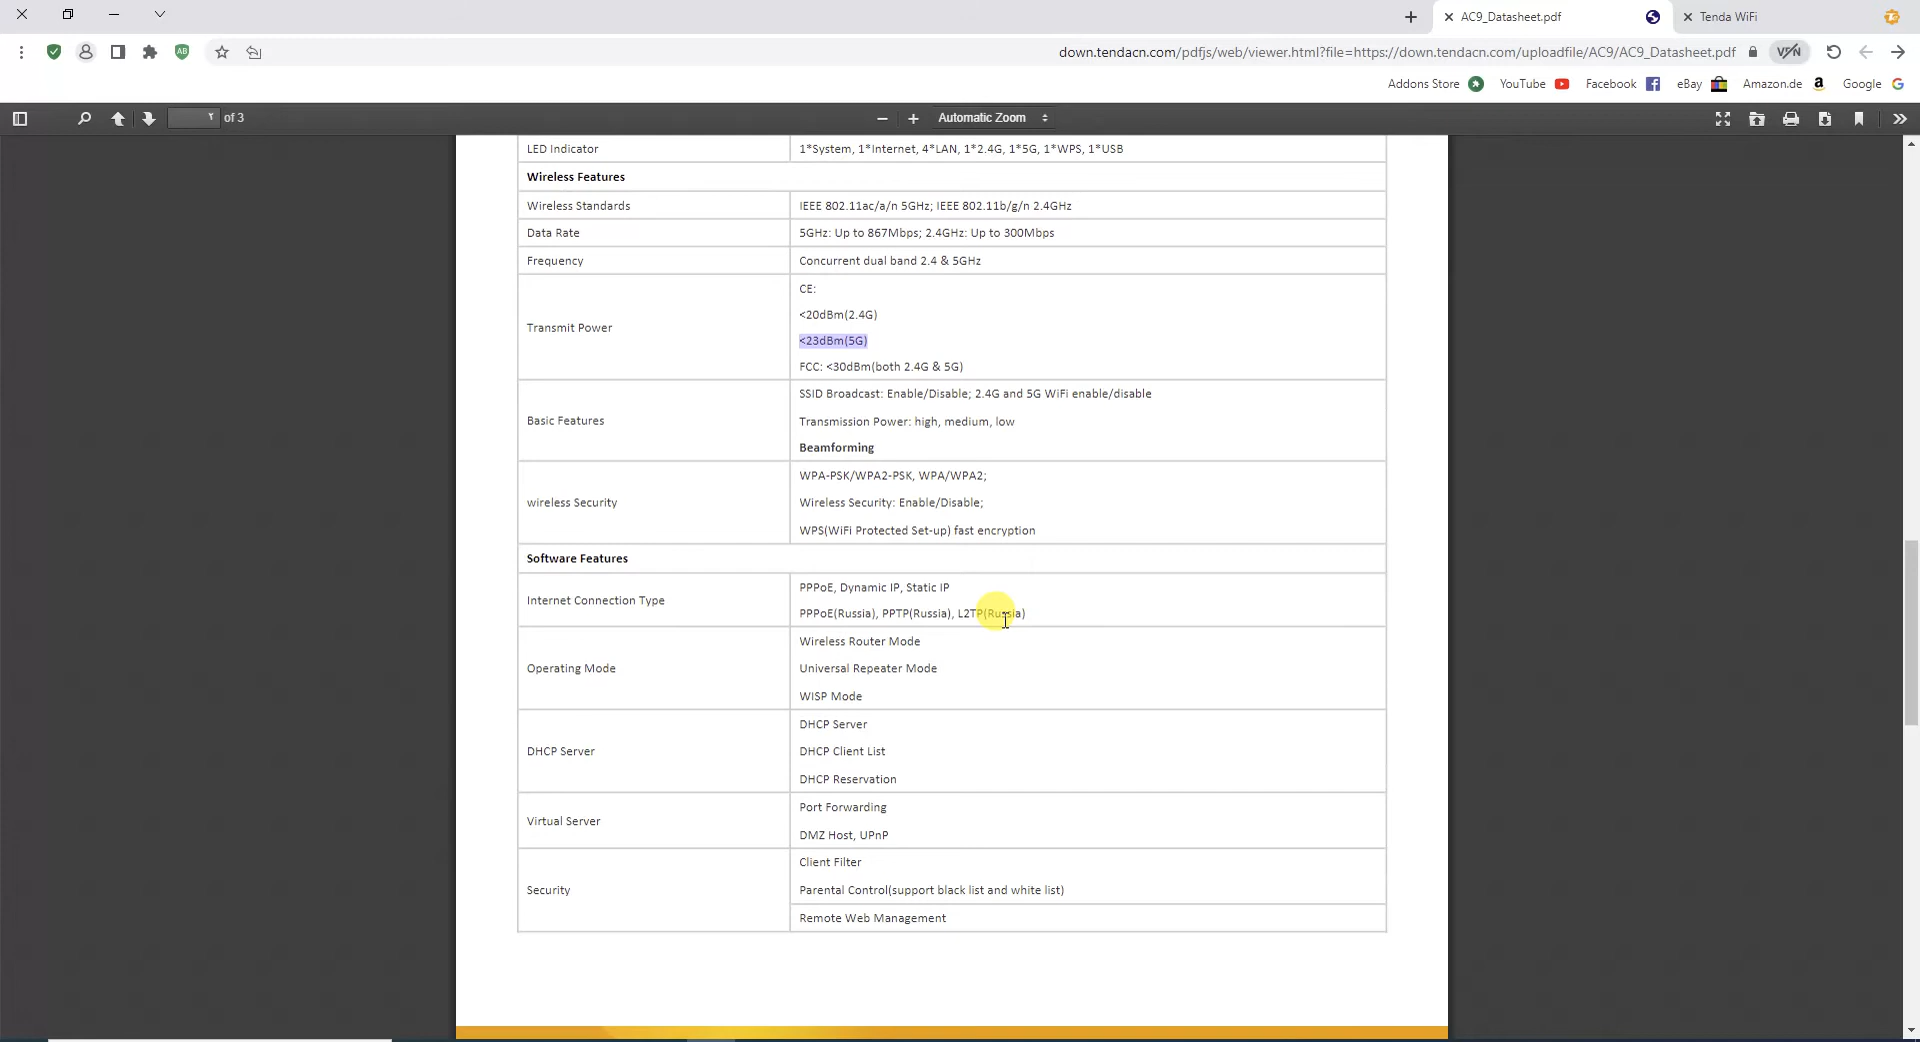 AC9_Datasheet.pdf
Tenda WiFi
down.tendacn.com/pdfjs/web/viewer.html?file=https://down.tendacn.com/uploadfile/AC9/AC9_Datasheet.pdf
VPN
Addons Store
YouTube
Facebook
eBay
Amazon.de
Google
of 3
Automatic Zoom
LED Indicator
1*System, 1*Internet, 4*LAN, 1*2.4G, 1*5G, 1*WPS, 1*USB
Wireless Features
Wireless Standards
IEEE 802.11ac/a/n 5GHz; IEEE 802.11b/g/n 2.4GHz
Data Rate
5GHz: Up to 867Mbps; 2.4GHz: Up to 300Mbps
Frequency
Concurrent dual band 2.4 & 5GHz
Transmit Power
CE:
<20dBm(2.4G)
<23dBm(5G)
FCC: <30dBm(both 2.4G & 5G)
Basic Features
SSID Broadcast: Enable/Disable; 2.4G and 5G WiFi enable/disable
Transmission Power: high, medium, low
Beamforming
wireless Security
WPA-PSK/WPA2-PSK, WPA/WPA2;
Wireless Security: Enable/Disable;
WPS(WiFi Protected Set-up) fast encryption
Software Features
Internet Connection Type
PPPoE, Dynamic IP, Static IP
PPPoE(Russia), PPTP(Russia), L2TP(Russia)
Operating Mode
Wireless Router Mode
Universal Repeater Mode
WISP Mode
DHCP Server
DHCP Server
DHCP Client List
DHCP Reservation
Virtual Server
Port Forwarding
DMZ Host, UPnP
Security
Client Filter
Parental Control(support black list and white list)
Remote Web Management